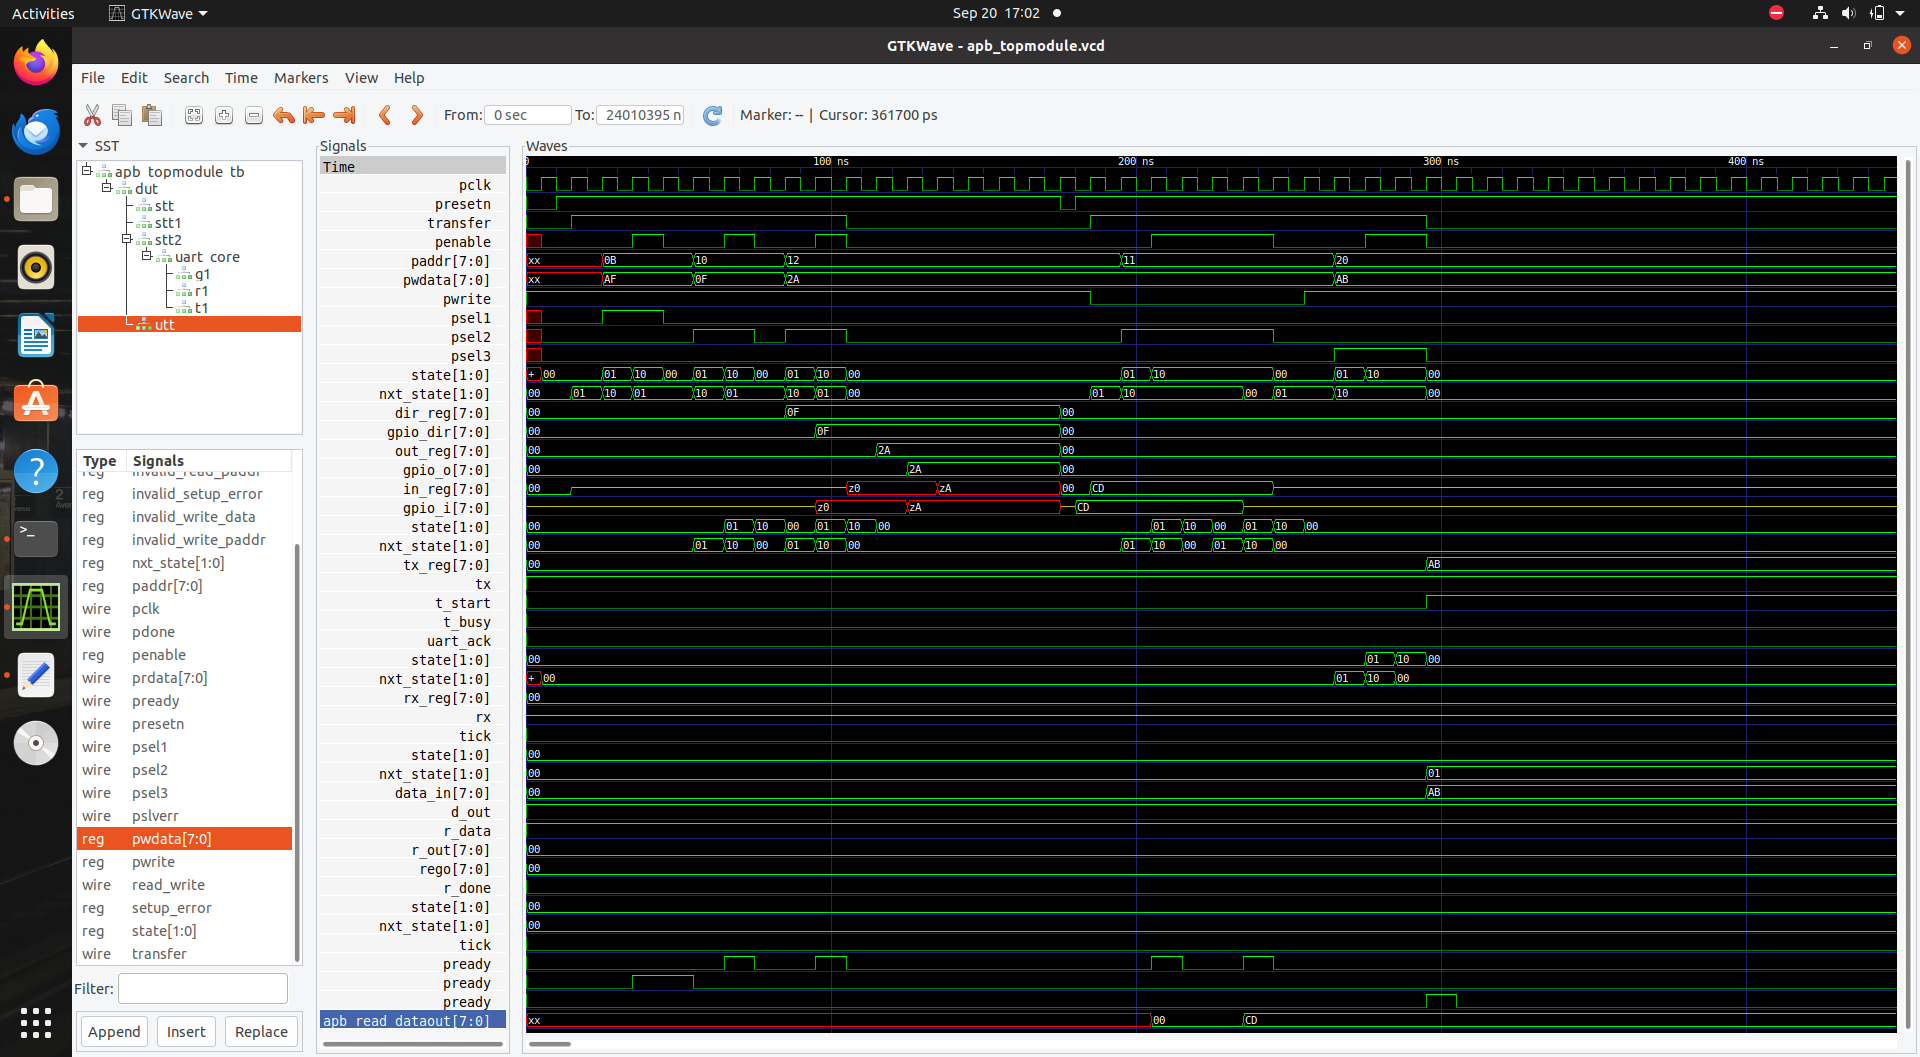 Activities
GTKWave
Sep 20 17:02
GTKWave - apb_topmodule.vcd
File Edit Search Time Markers View Help
From: 0 sec To: 24010395 n Marker: -- | Cursor: 361700 ps
SST
apb_topmodule_tb
dut
stt
stt1
stt2
uart_core
g1
r1
t1
utt
Type Signals
reg invalid_read_paddr
reg invalid_setup_error
reg invalid_write_data
reg invalid_write_paddr
reg nxt_state[1:0]
reg paddr[7:0]
wire pclk
wire pdone
reg penable
wire prdata[7:0]
wire pready
wire presetn
wire psel1
wire psel2
wire psel3
wire pslverr
reg pwdata[7:0]
reg pwrite
wire read_write
reg setup_error
reg state[1:0]
wire transfer
Filter:
Append Insert Replace
Signals
Waves
Time 0 100 ns 200 ns 300 ns 400 ns
pclk
presetn
transfer
penable
paddr[7:0] xx 0B 10 12 11 20
pwdata[7:0] xx AF 0F 2A AB
pwrite
psel1
psel2
psel3
state[1:0] + 00 01 10 00 01 10 00 01 10 00 01 10 00 01 10 00
nxt_state[1:0] 00 01 10 01 10 01 10 01 00 01 10 00 01 10 00
dir_reg[7:0] 00 0F 00
gpio_dir[7:0] 00 0F 00
out_reg[7:0] 00 2A 00
gpio_o[7:0] 00 2A 00
in_reg[7:0] 00 z0 zA 00 CD
gpio_i[7:0] z0 zA CD
state[1:0] 00 01 10 00 01 10 00 01 10 00 01 10 00
nxt_state[1:0] 00 01 10 00 01 10 00 01 10 00 01 10 00
tx_reg[7:0] 00 AB
tx
t_start
t_busy
uart_ack
state[1:0] 00 01 10 00
nxt_state[1:0] + 00 01 10 00
rx_reg[7:0] 00
rx
tick
state[1:0] 00
nxt_state[1:0] 00 01
data_in[7:0] 00 AB
d_out
r_data
r_out[7:0] 00
rego[7:0] 00
r_done
state[1:0] 00
nxt_state[1:0] 00
tick
pready
pready
pready
apb_read_dataout[7:0] xx 00 CD